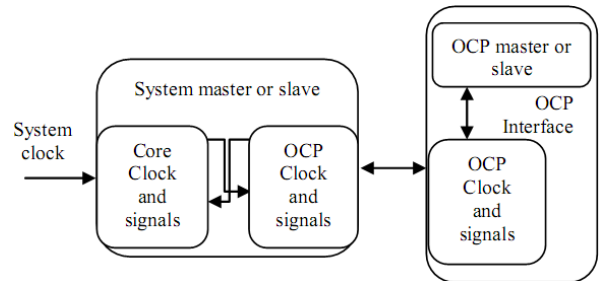 System
clock
System master or slave
Core
Clock
and
signals
OCP
Clock
and
signals
OCP master or
slave
OCP
Interface
OCP
Clock
and
signals